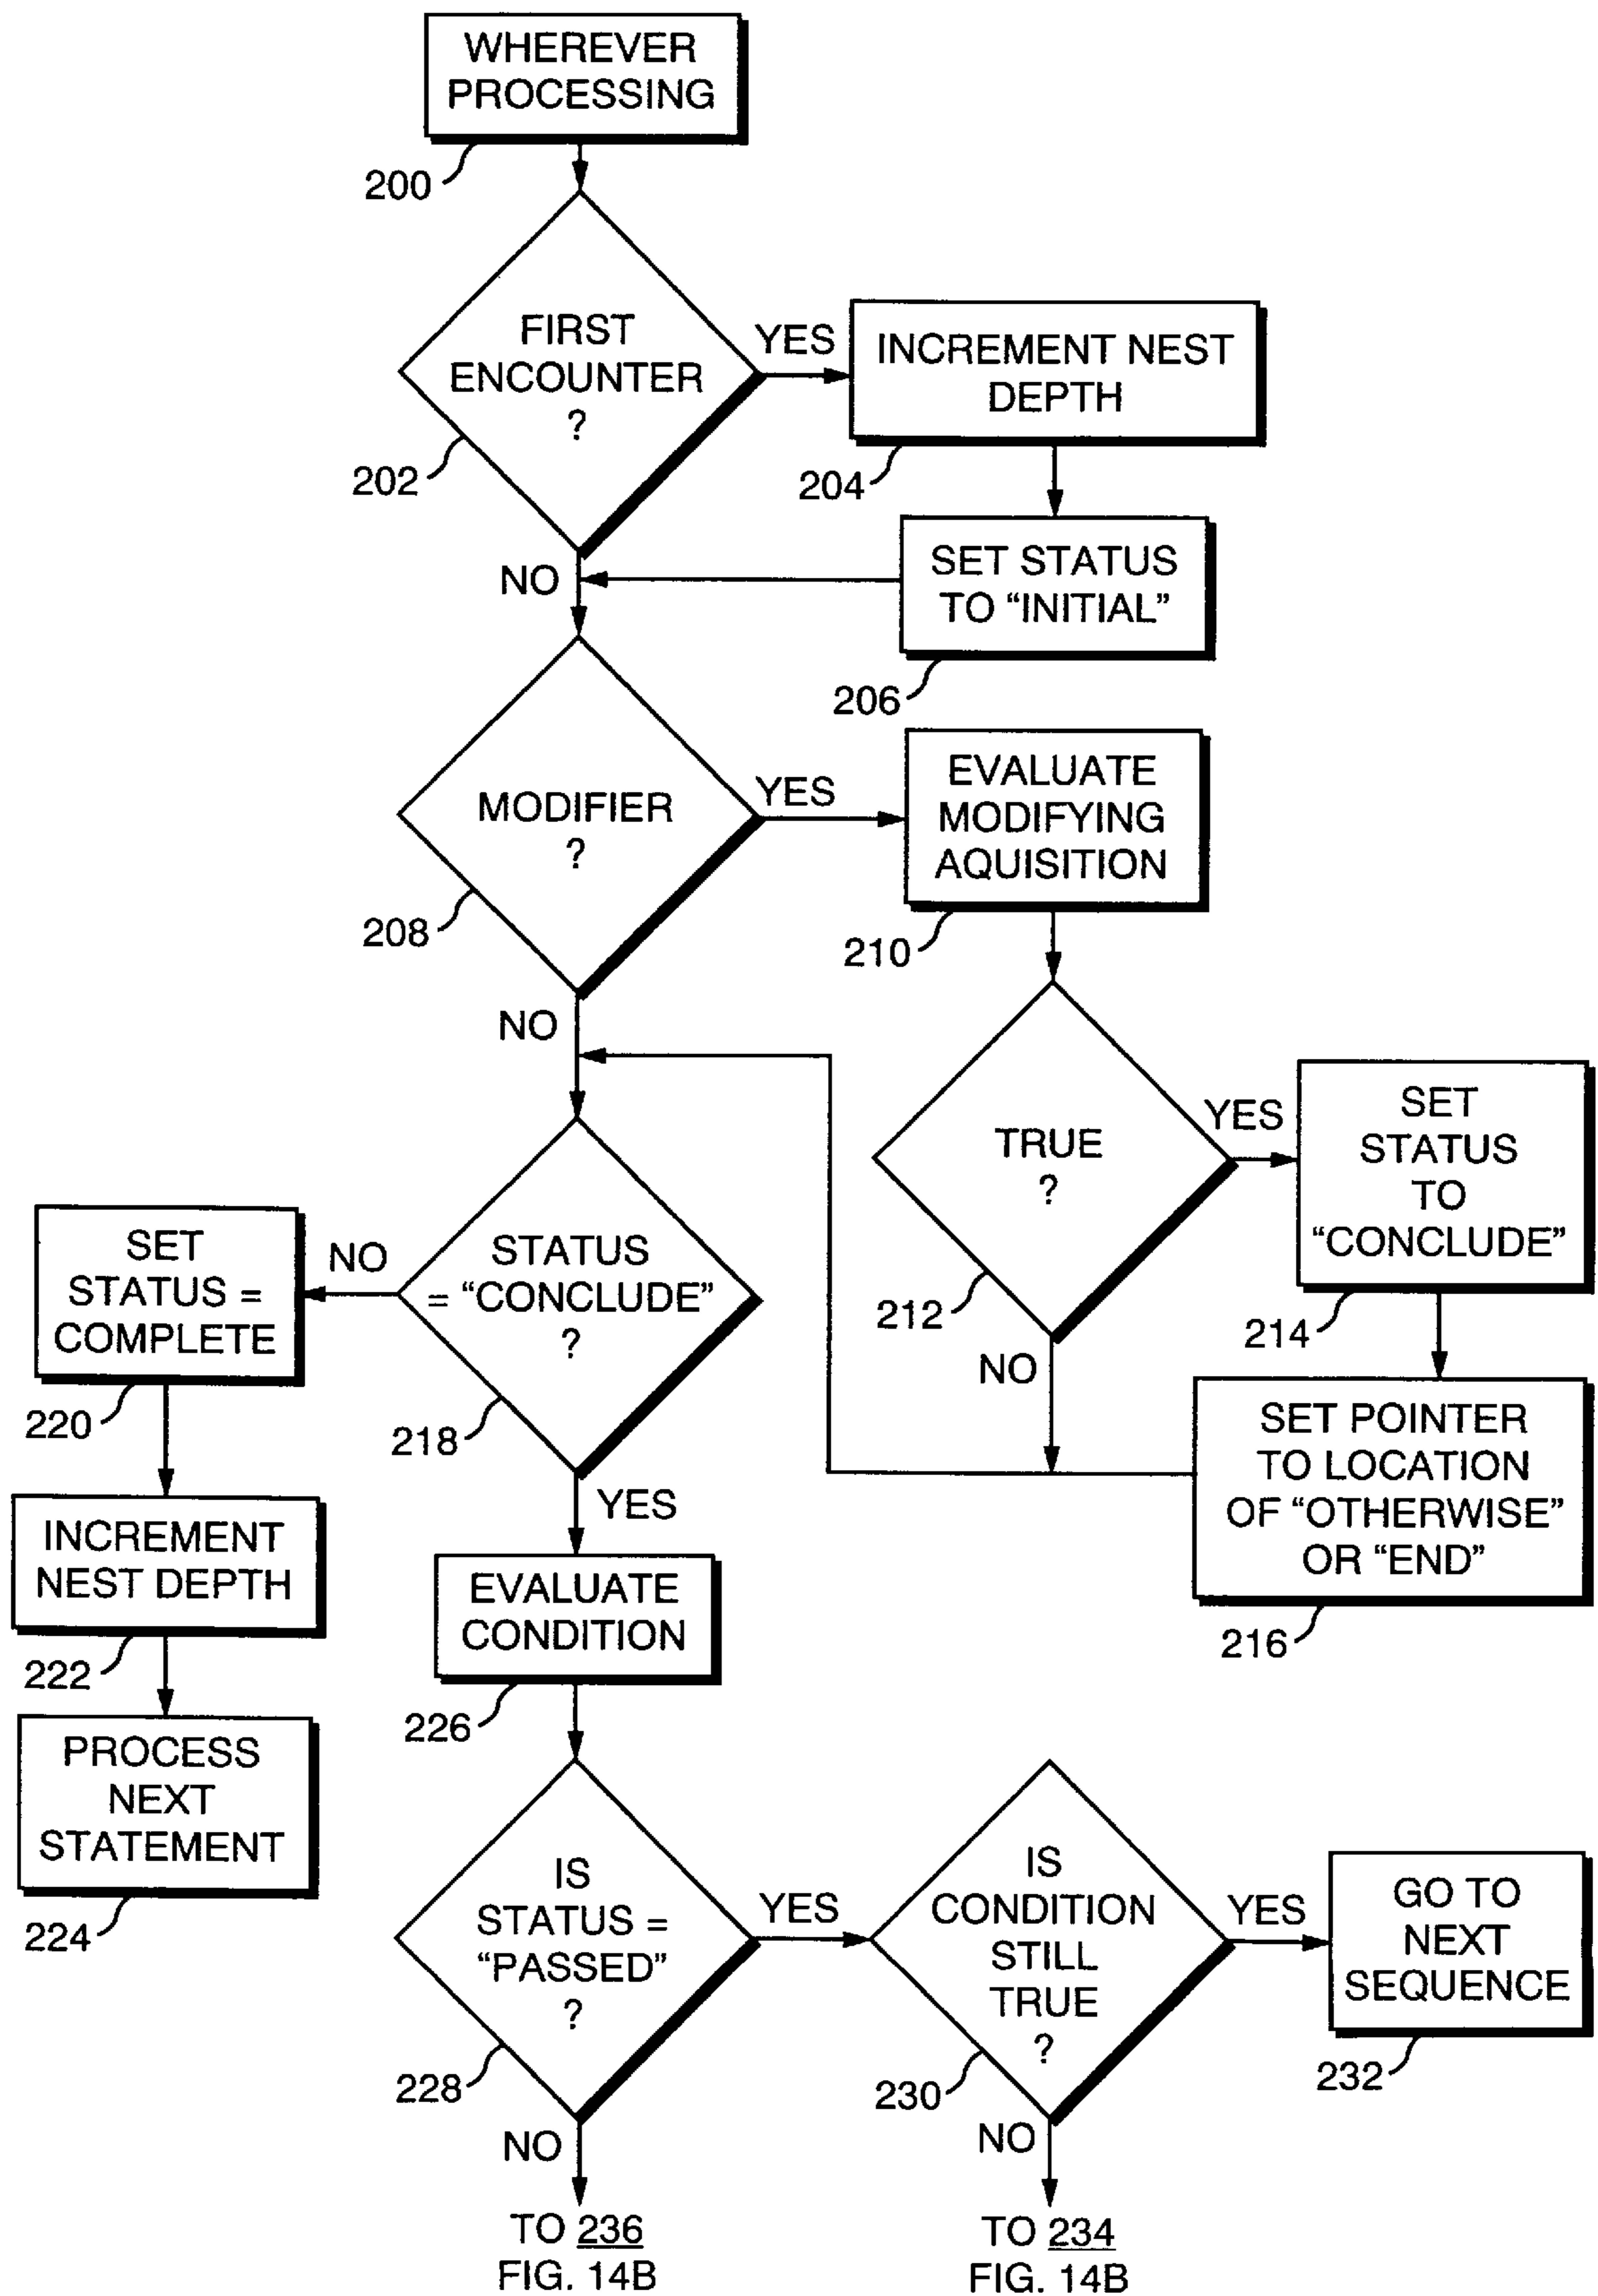 WHEREVER
PROCESSING
200
FIRST
ENCOUNTER
?
202
YES
INCREMENT NEST
DEPTH
204
NO
SET STATUS
TO “INITIAL”
206
MODIFIER
?
208
YES
EVALUATE
MODIFYING
AQUISITION
210
NO
TRUE
?
212
YES
SET
STATUS
TO
“CONCLUDE”
214
NO
SET POINTER
TO LOCATION
OF “OTHERWISE”
OR “END”
216
STATUS
= “CONCLUDE”
?
218
NO
SET
STATUS =
COMPLETE
220
INCREMENT
NEST DEPTH
222
PROCESS
NEXT
STATEMENT
224
YES
EVALUATE
CONDITION
226
IS
STATUS =
“PASSED”
?
228
YES
IS
CONDITION
STILL
TRUE
?
230
YES
GO TO
NEXT
SEQUENCE
232
NO
TO 236
FIG. 14B
NO
TO 234
FIG. 14B